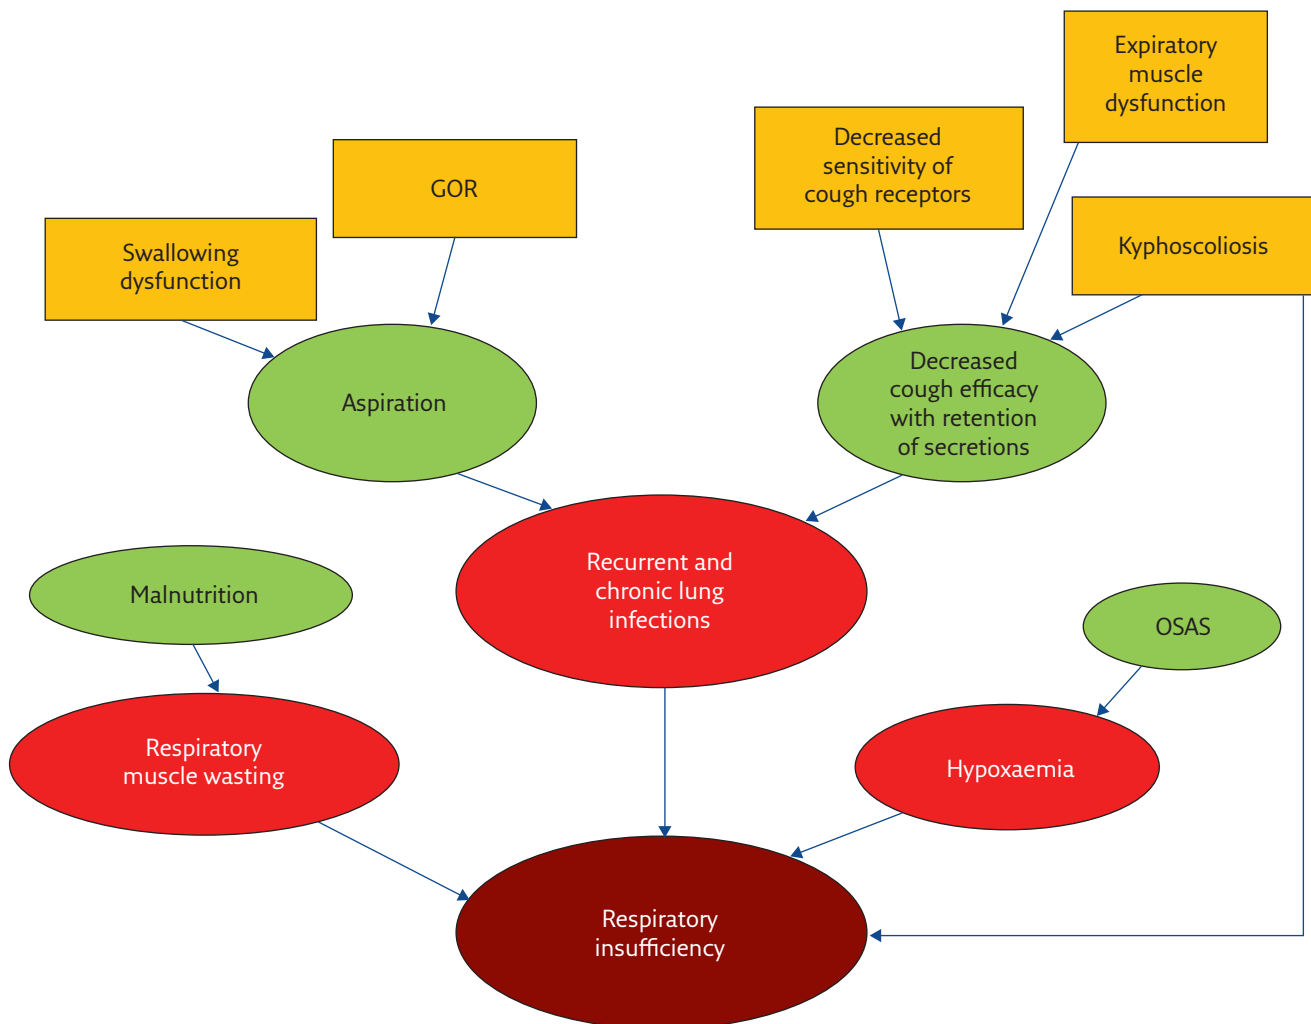 Expiratory
muscle
dysfunction
Decreased
sensitivity of
cough receptors
GOR
Kyphoscoliosis
Swallowing
dysfunction
Aspiration
Decreased
cough efficacy
with retention
of secretions
Recurrent and
chronic lung
infections
Malnutrition
OSAS
Respiratory
muscle wasting
Hypoxaemia
Respiratory
insufficiency